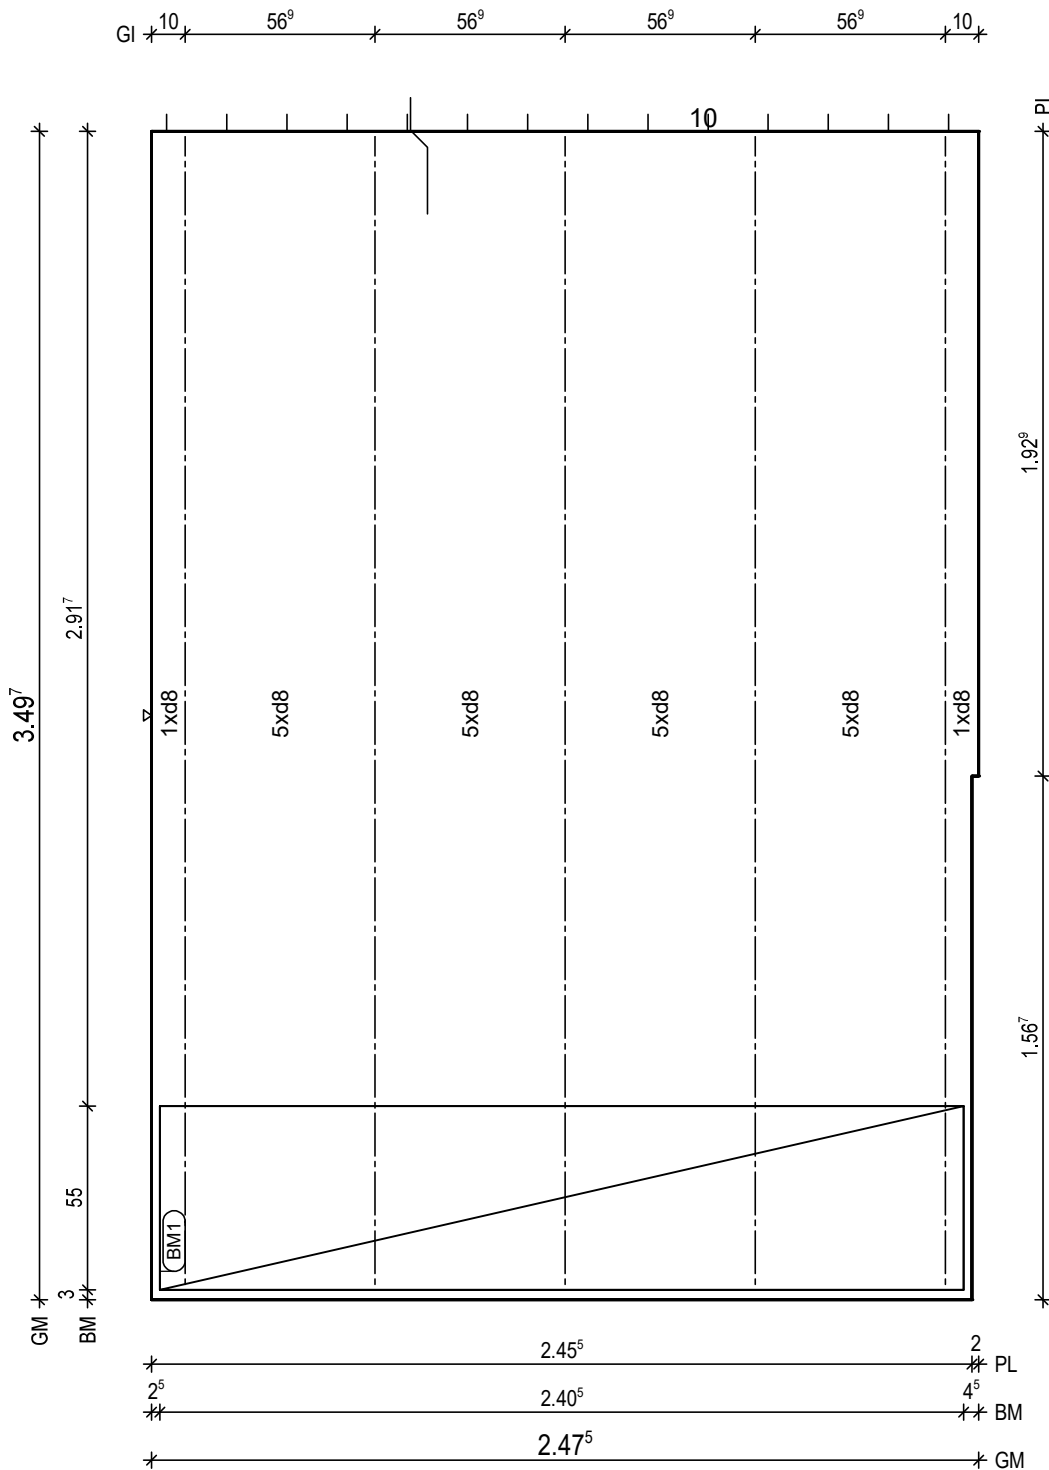 GI 10 56⁹ 56⁹ 56⁹ 56⁹ 10
10
PI
1.92⁹
2.91⁷
3.49⁷
1xd8 5xd8 5xd8 5xd8 5xd8 1xd8
1.56⁷
55
BM1
3
GM BM
2.45⁵ 2 PL
2⁵ 2.40⁵ 4⁵ BM
2.47⁵ GM